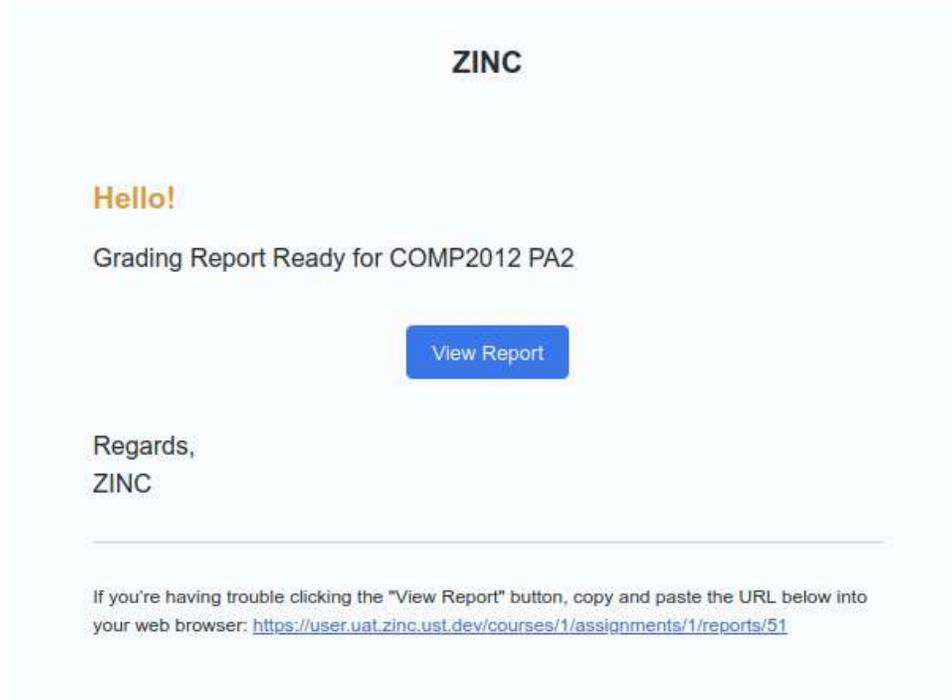 ZINC
Hello!
Grading Report Ready for COMP2012 PA2
View Report
Regards,
ZINC
If you're having trouble clicking the "View Report" button, copy and paste the URL below into
your web browser: https://user.uat.zinc.ust.dev/courses/1/assignments/1/reports/51